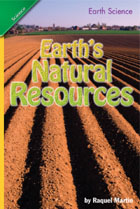 Science
Earth Science
Earth's
Natural
Resources
by Raquel Martin